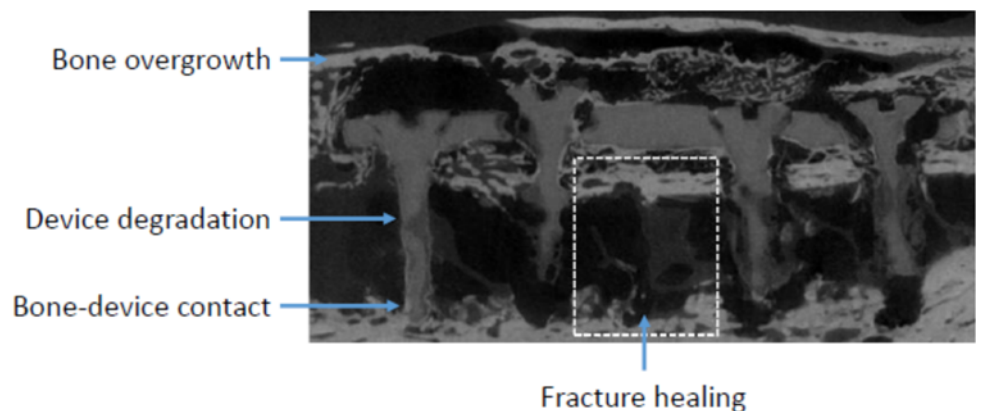 Bone overgrowth
Device degradation
Bone-device contact
Fracture healing